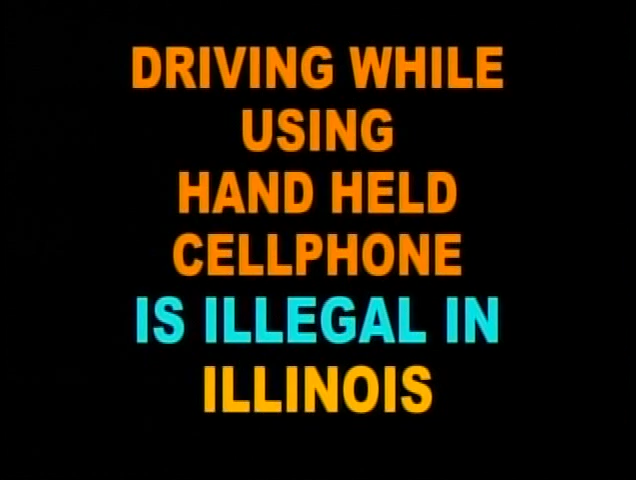 DRIVING WHILE
USING
HAND HELD
CELLPHONE
IS ILLEGAL IN
ILLINOIS